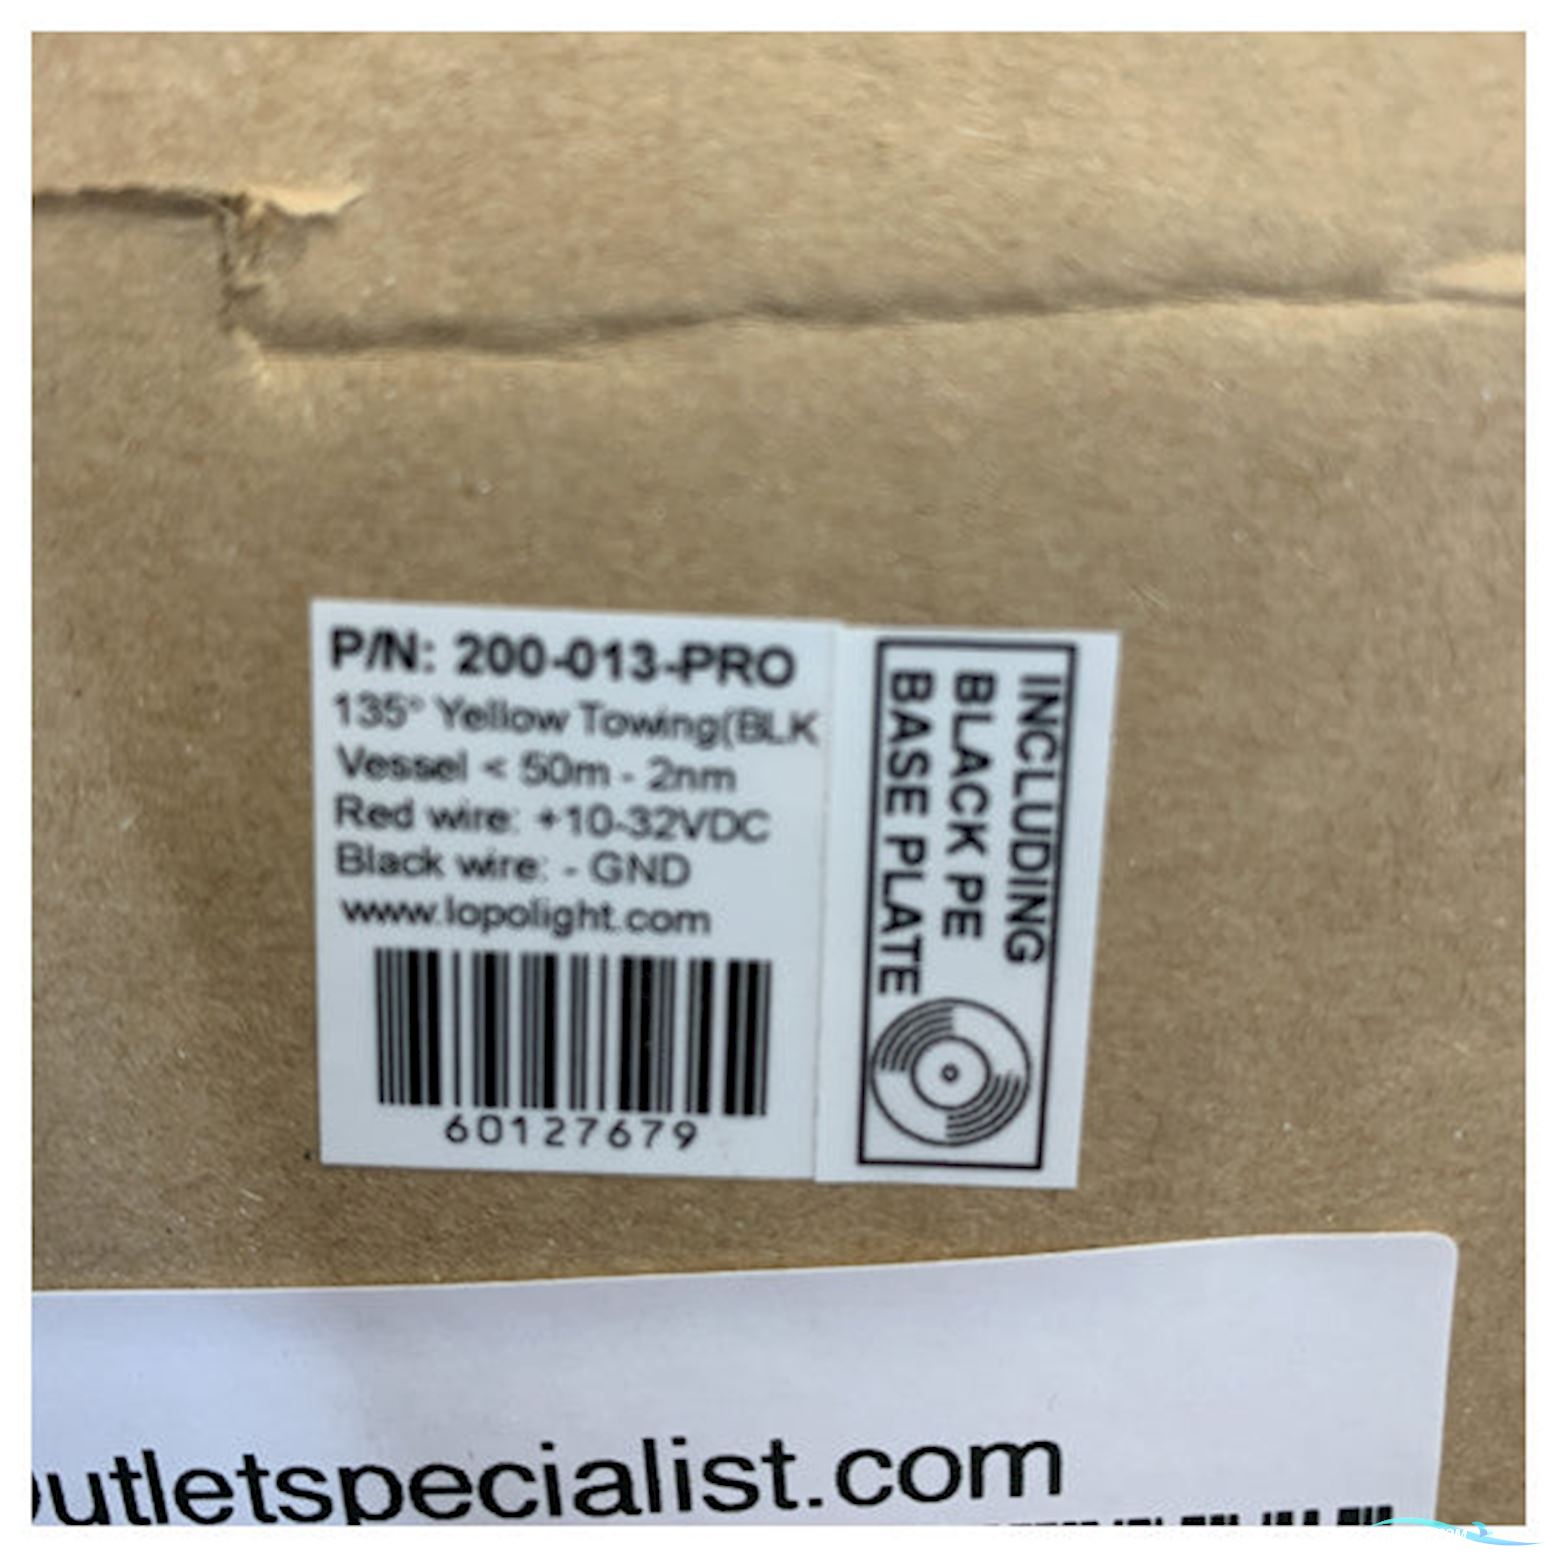 P/N: 200-013-PRO
135° Yellow Towing(BLK
Vessel < 50m - 2nm
Red wire: +10-32VDC
Black wire: - GND
www.lopolight.com
60127679
INCLUDING
BLACK PE
BASE PLATE
outletspecialist.com